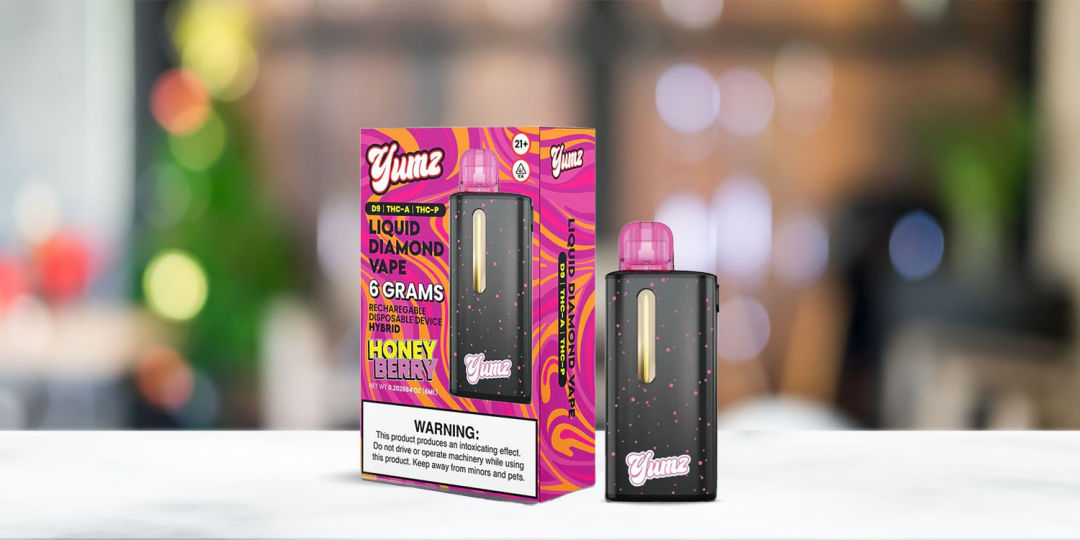 Yumz
21+
CA
D9 | THC-A | THC-P
LIQUID
DIAMOND
VAPE
6 GRAMS
RECHAREGABLE
DISPOSABLE DEVICE
HYBRID
HONEY
BERRY
NET WT 0.202884 OZ (6ML)
Yumz
WARNING:
This product produces an intoxicating effect.
Do not drive or operate machinery while using
this product. Keep away from minors and pets.
Yumz
LIQUID DIAMOND VAPE
D9 | THC-A | THC-P
Yumz